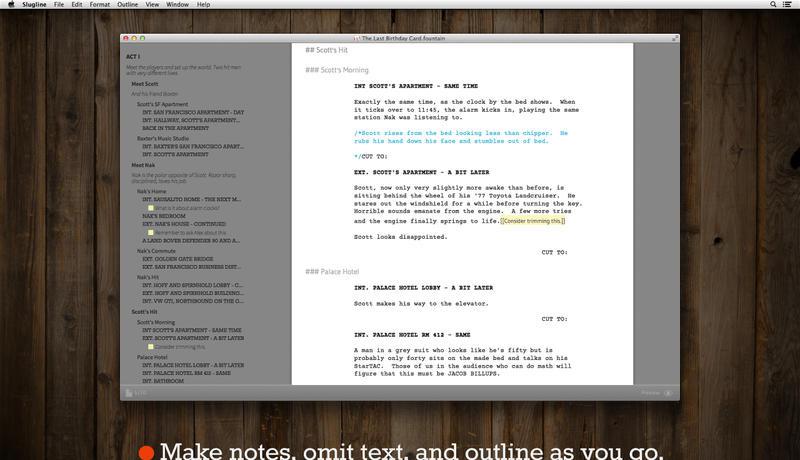 Slugline File Edit Format Outline View Window Help
The Last Birthday Card.fountain
ACT I
Meet the players and set up the world. Two hit men
with very different lives.
Meet Scott
And his friend Baxter.
Scott's SF Apartment
INT. SAN FRANCISCO APARTMENT - DAY
INT. HALLWAY, SCOTT'S APARTMENT...
BACK IN THE APARTMENT
Baxter's Music Studio
INT. BAXTER'S SAN FRANCISCO APART...
INT. SCOTT'S APARTMENT
Meet Nak
Nak is the polar opposite of Scott. Razor sharp,
disciplined, loves his job.
Nak's Home
INT. SAUSALITO HOME - THE NEXT M...
What is it about alarm clocks?
NAK'S BEDROOM
EXT. NAK'S HOUSE - CONTINUED
Remember to ask Alex about this.
A LAND ROVER DEFENDER 90 AND A...
Nak's Commute
EXT. GOLDEN GATE BRIDGE
EXT. SAN FRANCISCO BUSINESS DIST...
Nak's Hit
INT. HOFF AND SPIRNHOLD LOBBY - C...
EXT. HOFF AND SPIRNHOLD BUILDING...
INT. VW GTI, NORTHBOUND ON THE G...
Scott's Hit
Scott's Morning
INT SCOTT'S APARTMENT - SAME TIME
EXT. SCOTT'S APARTMENT - A BIT LATER
Consider trimming this.
Palace Hotel
INT. PALACE HOTEL LOBBY - A BIT LATER
INT. PALACE HOTEL RM 412 - SAME
INT. BATHROOM
## Scott's Hit
### Scott's Morning
INT SCOTT'S APARTMENT - SAME TIME
Exactly the same time, as the clock by the bed shows. When
it ticks over to 11:45, the alarm kicks in, playing the same
station Nak was listening to.
/*Scott rises from the bed looking less than chipper. He
rubs his hand down his face and stumbles out of bed.
*/CUT TO:
EXT. SCOTT'S APARTMENT - A BIT LATER
Scott, now only very slightly more awake than before, is
sitting behind the wheel of his '77 Toyota Landcruiser. He
stares out the windshield for a while before turning the key.
Horrible sounds emanate from the engine. A few more tries
and the engine finally springs to life.[[Consider trimming this.]]
Scott looks disappointed.
CUT TO:
### Palace Hotel
INT. PALACE HOTEL LOBBY - A BIT LATER
Scott makes his way to the elevator.
CUT TO:
INT. PALACE HOTEL RM 412 - SAME
A man in a grey suit who looks like he's fifty but is
probably only forty sits on the made bed and talks on his
StarTAC. Those of us in the audience who can do math will
figure that this must be JACOB BILLUPS.
Preview
Make notes, omit text, and outline as you go.